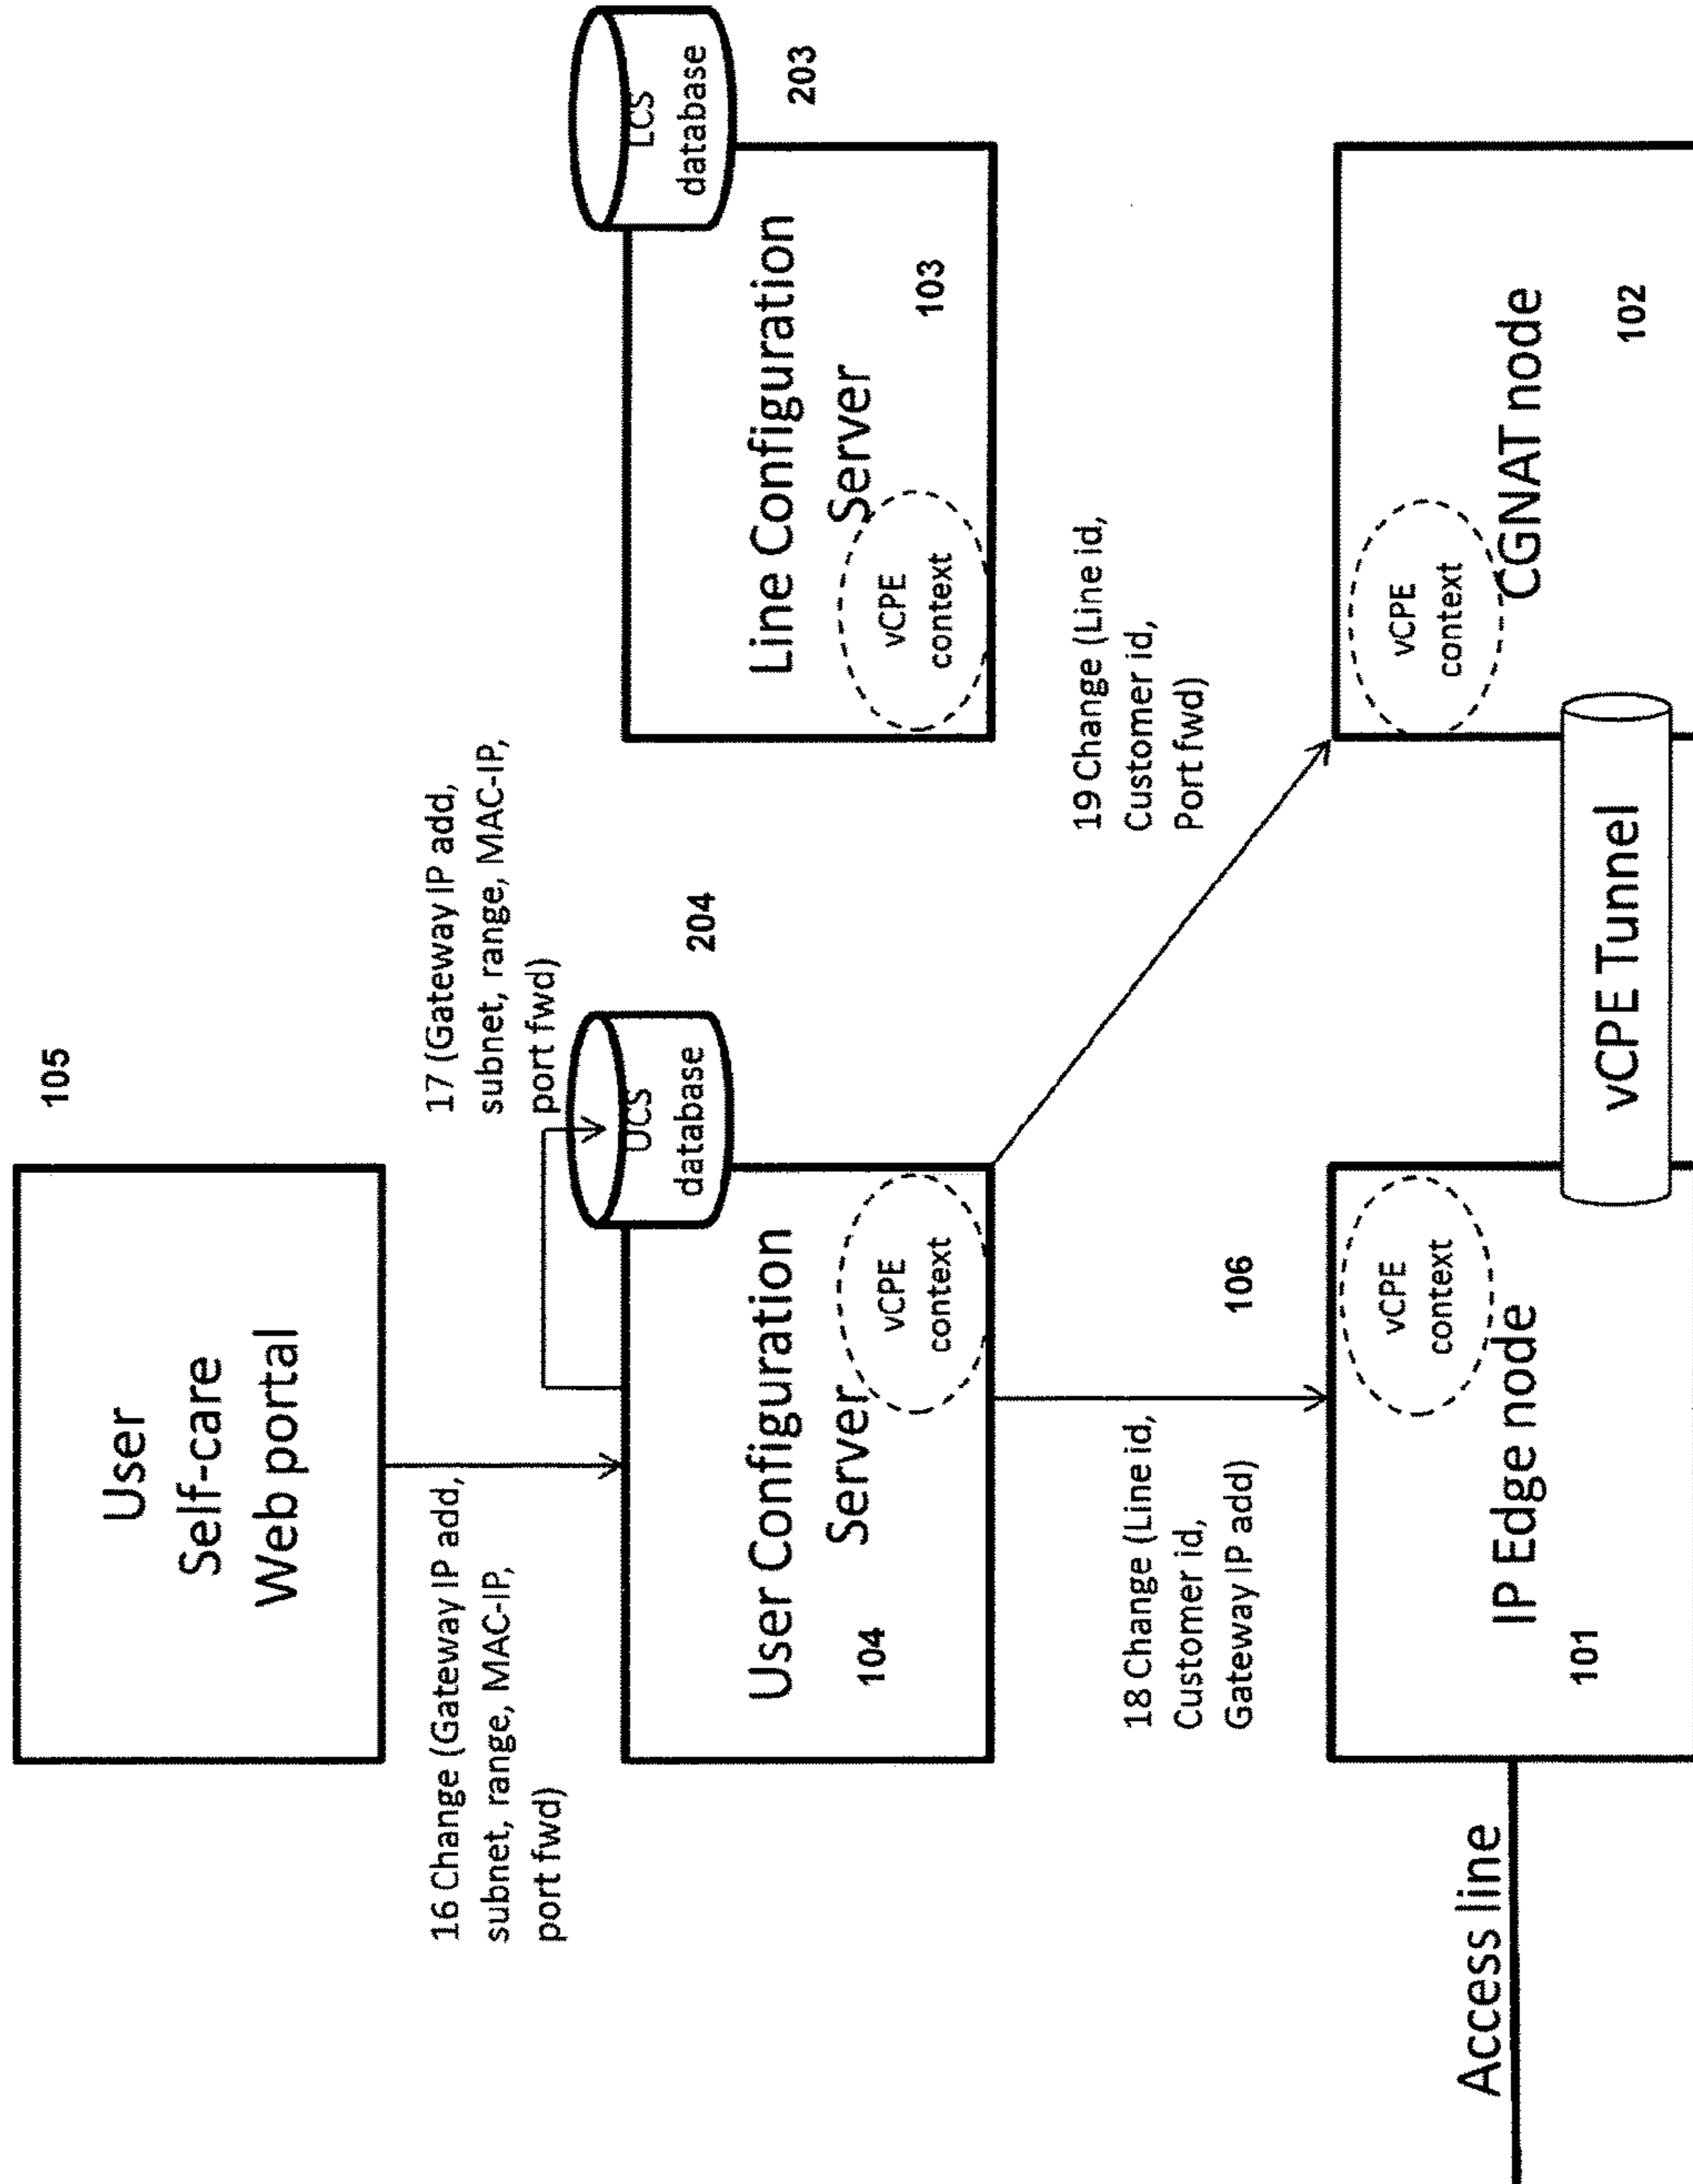 105
User
Self-care
Web portal
16 Change (Gateway IP add,
subnet, range, MAC-IP,
port fwd)
17 (Gateway IP add,
subnet, range, MAC-IP,
port fwd)
204
UCS
database
User Configuration
Server
104
vCPE
context
LCS
database
203
Line Configuration
Server
103
vCPE
context
18 Change (Line id,
Customer id,
Gateway IP add)
106
19 Change (Line id,
Customer id,
Port fwd)
Access line
vCPE
context
IP Edge node
101
vCPE Tunnel
vCPE
context
CGNAT node
102